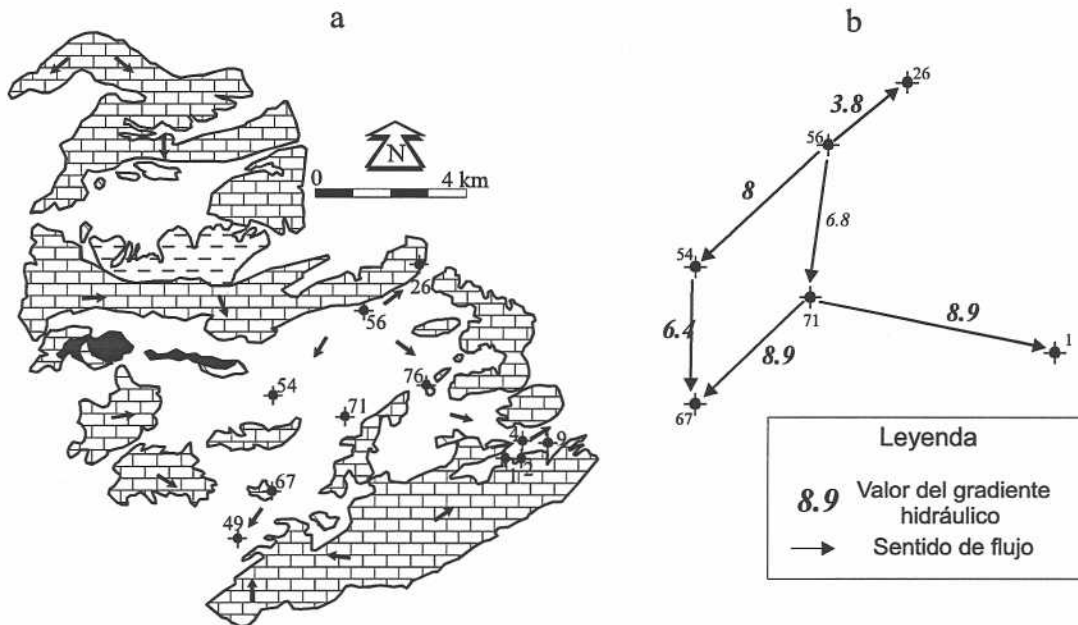 a
N
0 4 km
26
56
76
54
71
4 9
2
67
49
b
26
3.8
56
8
6.8
54
71
8.9
1
6.4
8.9
67
Leyenda
8.9 Valor del gradiente
hidráulico
Sentido de flujo